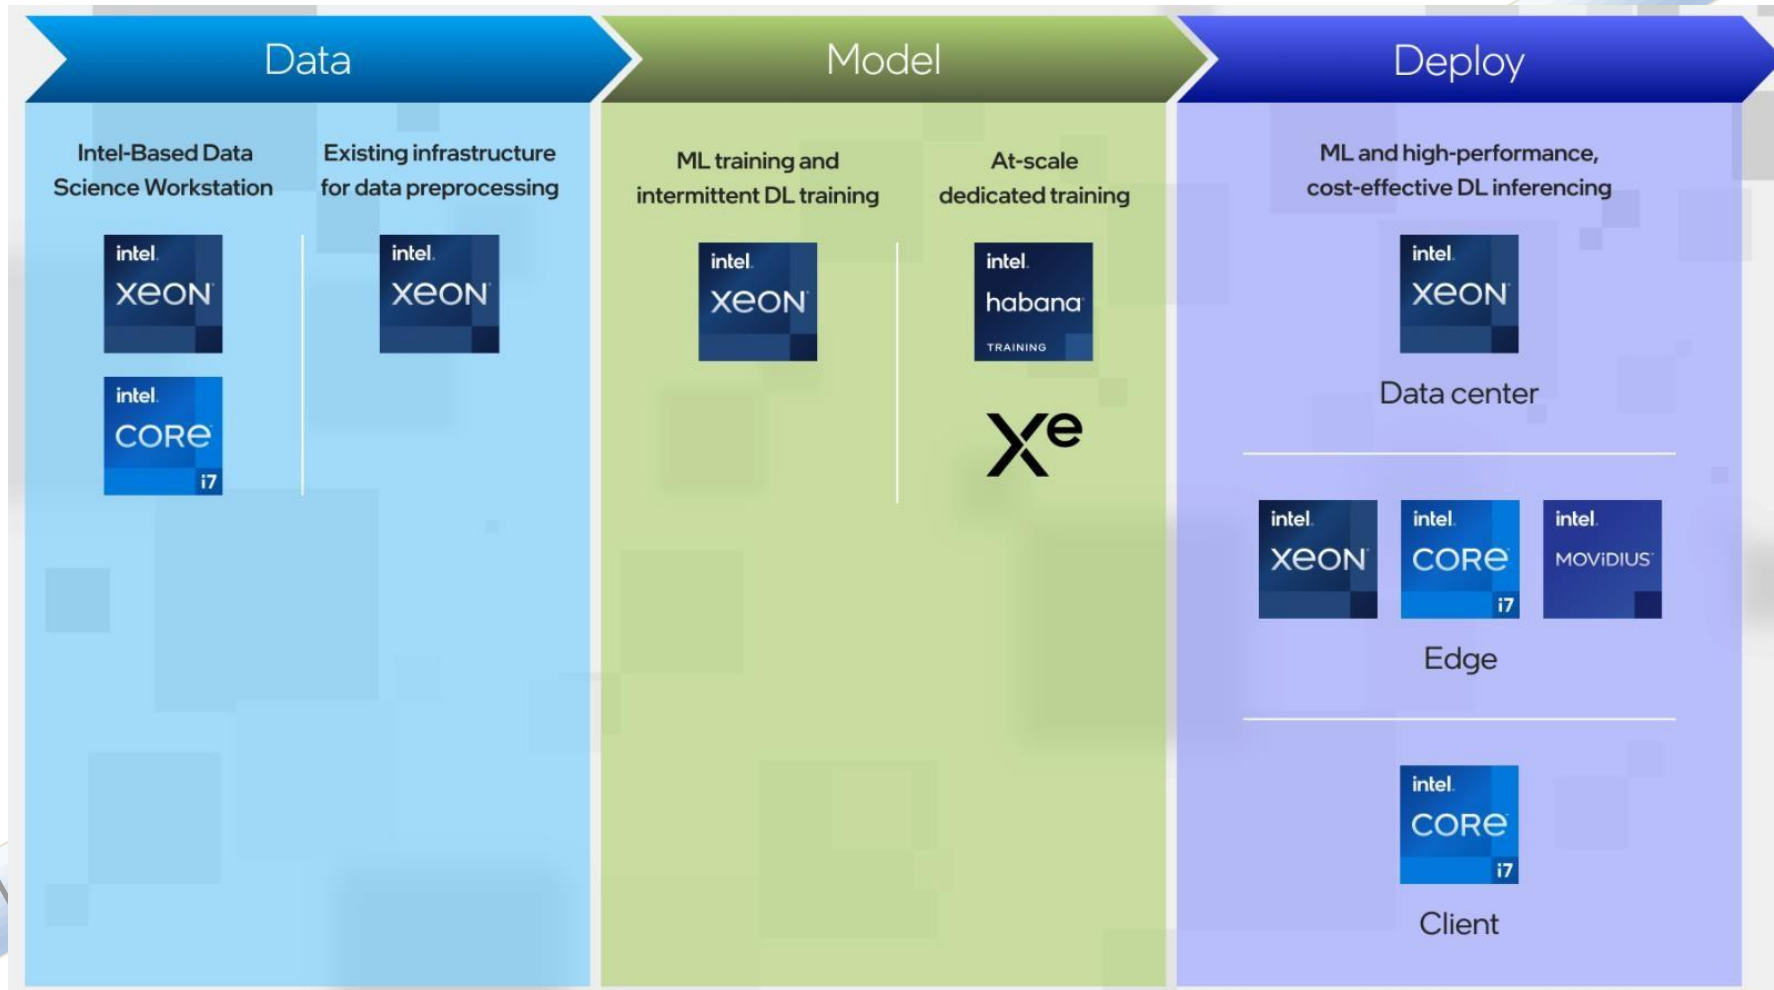 Data
Intel-Based Data
Science Workstation
intel.
XEON
intel.
CORE
i7
Existing infrastructure
for data preprocessing
intel.
XEON
Model
ML training and
intermittent DL training
intel.
XEON
At-scale
dedicated training
intel.
habana
TRAINING
Xe
Deploy
ML and high-performance,
cost-effective DL inferencing
intel.
XEON
Data center
intel.
XEON
intel.
CORE
i7
intel.
MOViDIUS
Edge
intel.
CORE
i7
Client